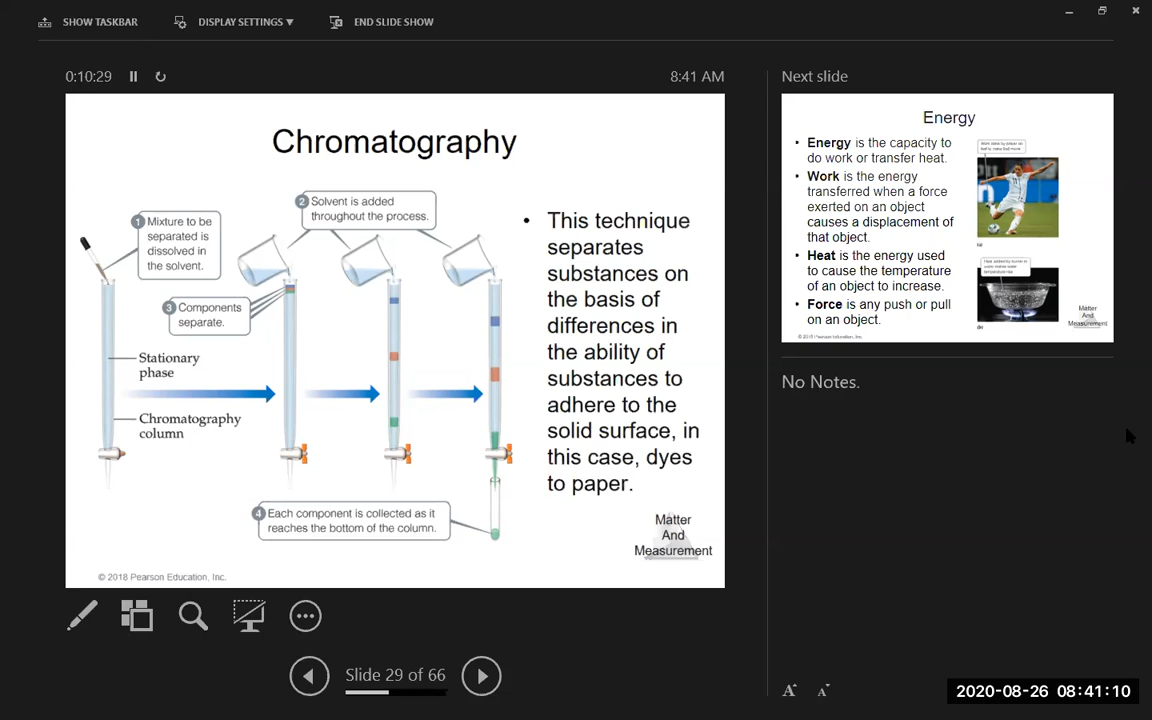 SHOW TASKBAR
DISPLAY SETTINGS ▼
END SLIDE SHOW
0:10:29
8:41 AM
Chromatography
1 Mixture to be
separated is
dissolved in
the solvent.
2 Solvent is added
throughout the process.
3 Components
separate.
Stationary
phase
Chromatography
column
4 Each component is collected as it
reaches the bottom of the column.
• This technique
separates
substances on
the basis of
differences in
the ability of
substances to
adhere to the
solid surface, in
this case, dyes
to paper.
Matter
And
Measurement
© 2018 Pearson Education, Inc.
Slide 29 of 66
Next slide
Energy
• Energy is the capacity to
do work or transfer heat.
• Work is the energy
transferred when a force
exerted on an object
causes a displacement of
that object.
• Heat is the energy used
to cause the temperature
of an object to increase.
• Force is any push or pull
on an object.
(a)
(b)
Matter
And
Measurement
© 2018 Pearson Education, Inc.
No Notes.
A A
2020-08-26 08:41:10